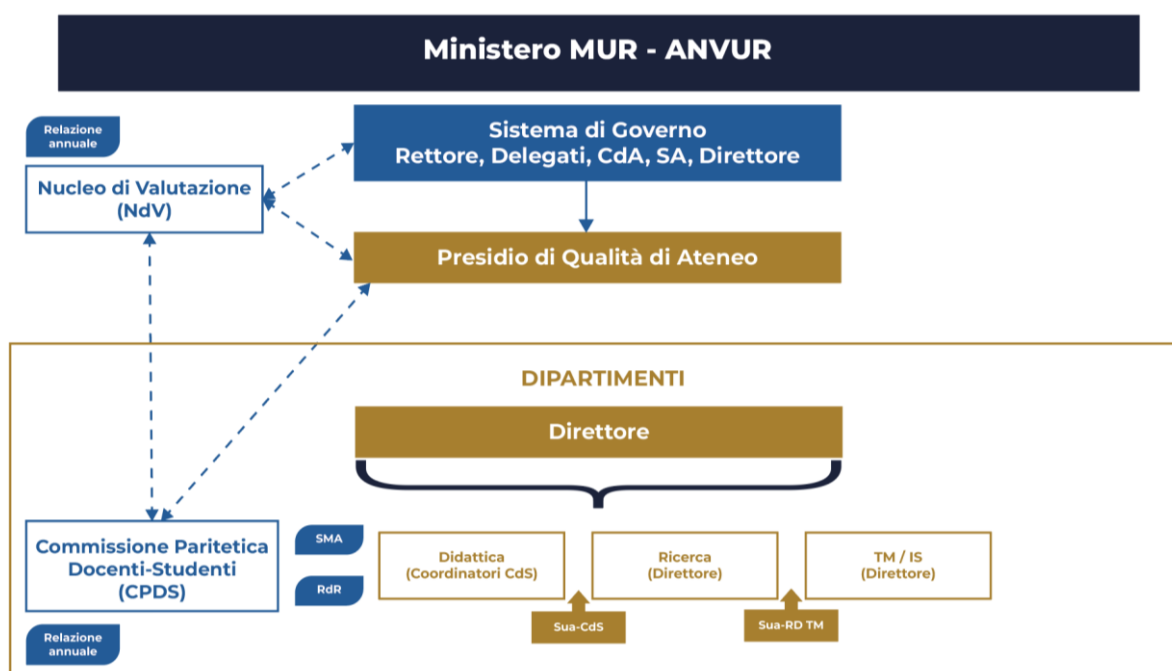 Ministero MUR - ANVUR
Relazione
annuale
Sistema di Governo
Rettore, Delegati, CdA, SA, Direttore
Nucleo di Valutazione
(NdV)
Presidio di Qualità di Ateneo
DIPARTIMENTI
Direttore
Commissione Paritetica
Docenti-Studenti
(CPDS)
SMA
RdR
Didattica
(Coordinatori CdS)
Ricerca
(Direttore)
TM / IS
(Direttore)
Sua-CdS
Sua-RD TM
Relazione
annuale